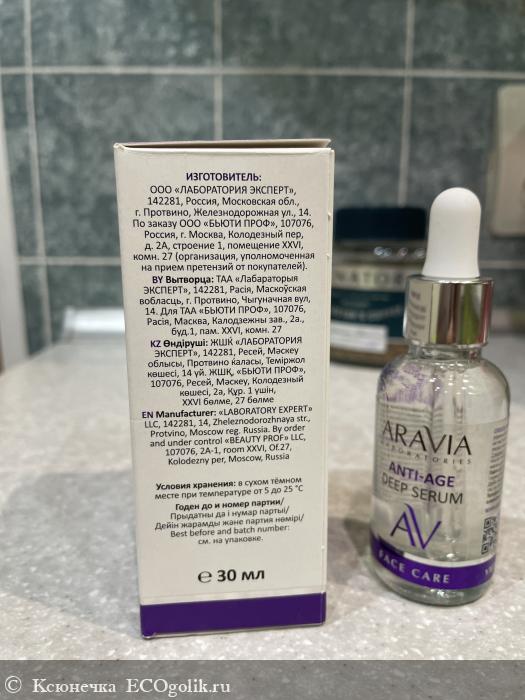 ИЗГОТОВИТЕЛЬ:
ООО «ЛАБОРАТОРИЯ ЭКСПЕРТ»,
142281, Россия, Московская обл.,
г. Протвино, Железнодорожная ул., 14.
По заказу ООО «БЬЮТИ ПРОФ», 107076,
Россия, г. Москва, Колодезный пер,
д. 2А, строение 1, помещение XXVI,
комн. 27 (организация, уполномоченная
на прием претензий от покупателей).
BY Вытворца: ТАА «Лабараторыя
ЭКСПЕРТ», 142281, Расія, Маскоўская
вобласць, г. Протвіно, Чыгуначная вул,
14. Для ТАА «БЬЮТИ ПРОФ», 107076,
Расія, Масква, Калодзежны зав., 2а.,
буд.1, пам. XXVI, комн. 27
KZ Өндіруші: ЖШҚ «ЛАБОРАТОРИЯ
ЭКСПЕРТ», 142281, Ресей, Мәскеу
облысы, Протвино қаласы, Теміржол
көшесі, 14 үй. ЖШҚ, «БЬЮТИ ПРОФ»,
107076, Ресей, Мәскеу, Колодезный
көшесі, 2а, Құр. 1 үшін,
XXVI бөлме, 27 бөлме
EN Manufacturer: «LABORATORY EXPERT»
LLC, 142281, 14, Zheleznodorozhnaya str.,
Protvino, Moscow reg. Russia. By order
and under control «BEAUTY PROF» LLC,
107076, 2A-1, room XXVI, Of.27,
Kolodezny per, Moscow, Russia
Условия хранения: в сухом тёмном
месте при температуре от 5 до 25 °C
Годен до и номер партии/
Прыдатны да і нумар партыі/
Дейін жарамды және партия нөмірі/
Best before and batch number:
см. на упаковке.
℮ 30 мл
ARAVIA
LABORATORIES
ANTI-AGE
DEEP SERUM
AV
FACE CARE
© Ксюнечка ECOgolik.ru